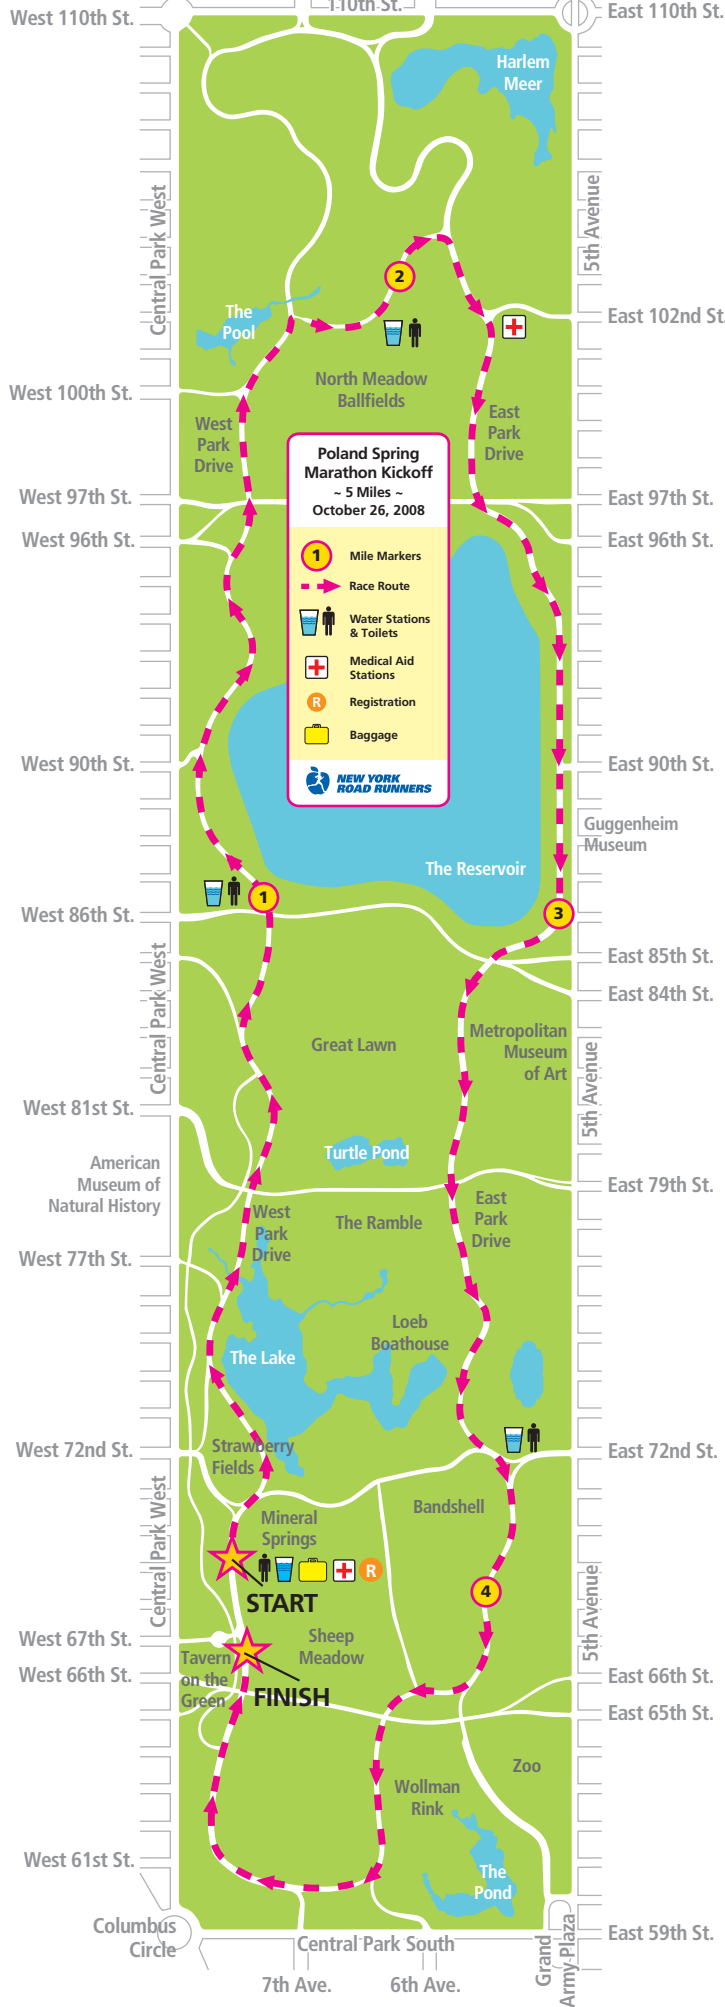 110th St.
West 110th St.
East 110th St.
Harlem
Meer
Central Park West
5th Avenue
The
Pool
2
East 102nd St
West 100th St.
North Meadow
Ballfields
West
Park
Drive
East
Park
Drive
Poland Spring
Marathon Kickoff
~ 5 Miles ~
October 26, 2008
1 Mile Markers
Race Route
Water Stations
& Toilets
Medical Aid
Stations
R Registration
Baggage
NEW YORK
ROAD RUNNERS
West 97th St.
East 97th St.
West 96th St.
East 96th St.
West 90th St.
East 90th St.
Guggenheim
Museum
The Reservoir
1
3
West 86th St.
East 85th St.
Central Park West
East 84th St.
Great Lawn
Metropolitan
Museum
of Art
5th Avenue
West 81st St.
Turtle Pond
American
Museum of
Natural History
East 79th St.
West
Park
Drive
The Ramble
East
Park
Drive
West 77th St.
Loeb
Boathouse
The Lake
West 72nd St.
Strawberry
Fields
East 72nd St.
Central Park West
Mineral
Springs
Bandshell
R
START
4
5th Avenue
West 67th St.
Sheep
Meadow
Tavern
on the
Green
West 66th St.
East 66th St.
FINISH
East 65th St.
Zoo
Wollman
Rink
West 61st St.
The
Pond
Columbus
Circle
Central Park South
Grand
Army Plaza
East 59th St.
7th Ave.
6th Ave.